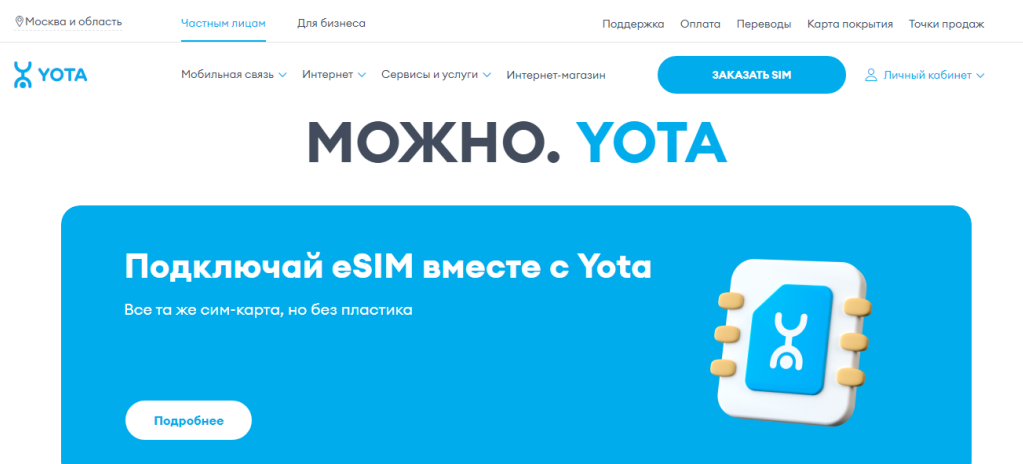 Москва и область
Частным лицам
Для бизнеса
Поддержка
Оплата
Переводы
Карта покрытия
Точки продаж
YOTA
Мобильная связь
Интернет
Сервисы и услуги
Интернет-магазин
ЗАКАЗАТЬ SIM
Личный кабинет
МОЖНО. YOTA
Подключай eSIM вместе с Yota
Все та же сим-карта, но без пластика
Подробнее